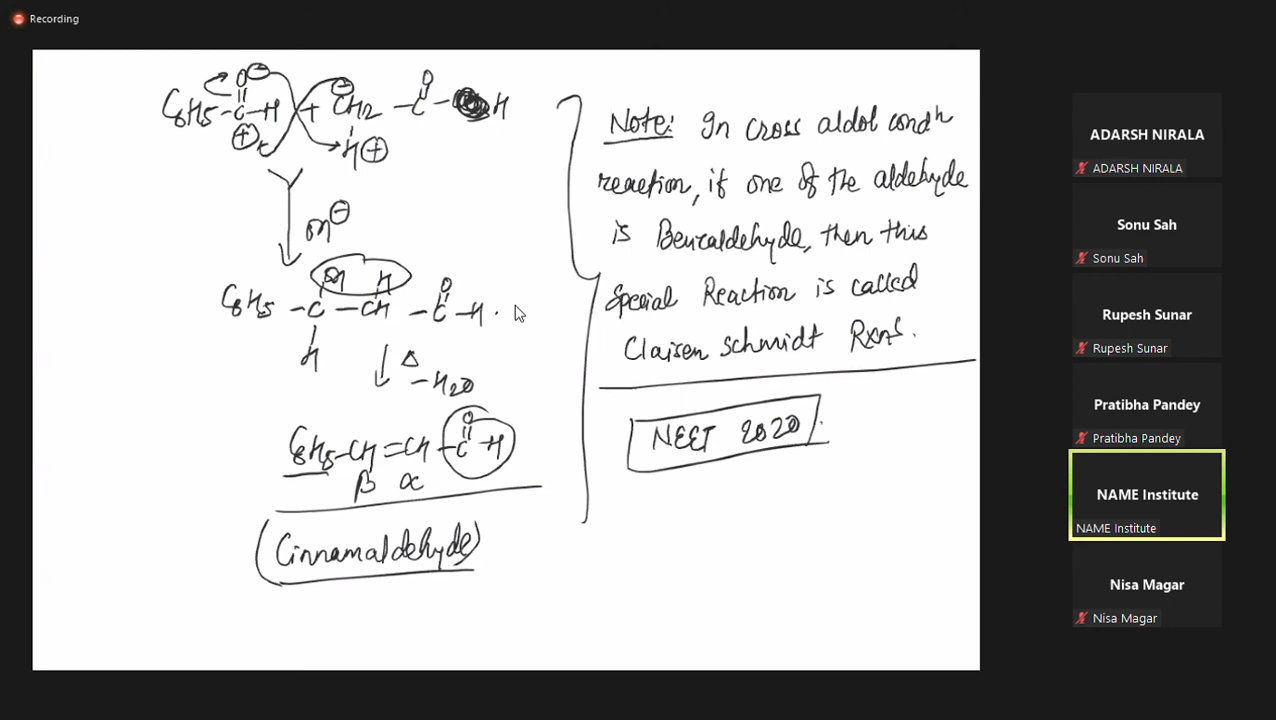 Recording
C6H5-C-H + CH2 - C - H
O
O
H
OH
OH H
O
C6H5 - C - CH - C - H
H
Δ
- H2O
O
C6H5-CH=CH-C-H
β α
(Cinnamaldehyde)
Note: In cross aldol condn
reaction, if one of the aldehyde
is Benzaldehyde, then this
Special Reaction is called
Claisen schmidt Rxns.
NEET 2020
ADARSH NIRALA
ADARSH NIRALA
Sonu Sah
Sonu Sah
Rupesh Sunar
Rupesh Sunar
Pratibha Pandey
Pratibha Pandey
NAME Institute
NAME Institute
Nisa Magar
Nisa Magar